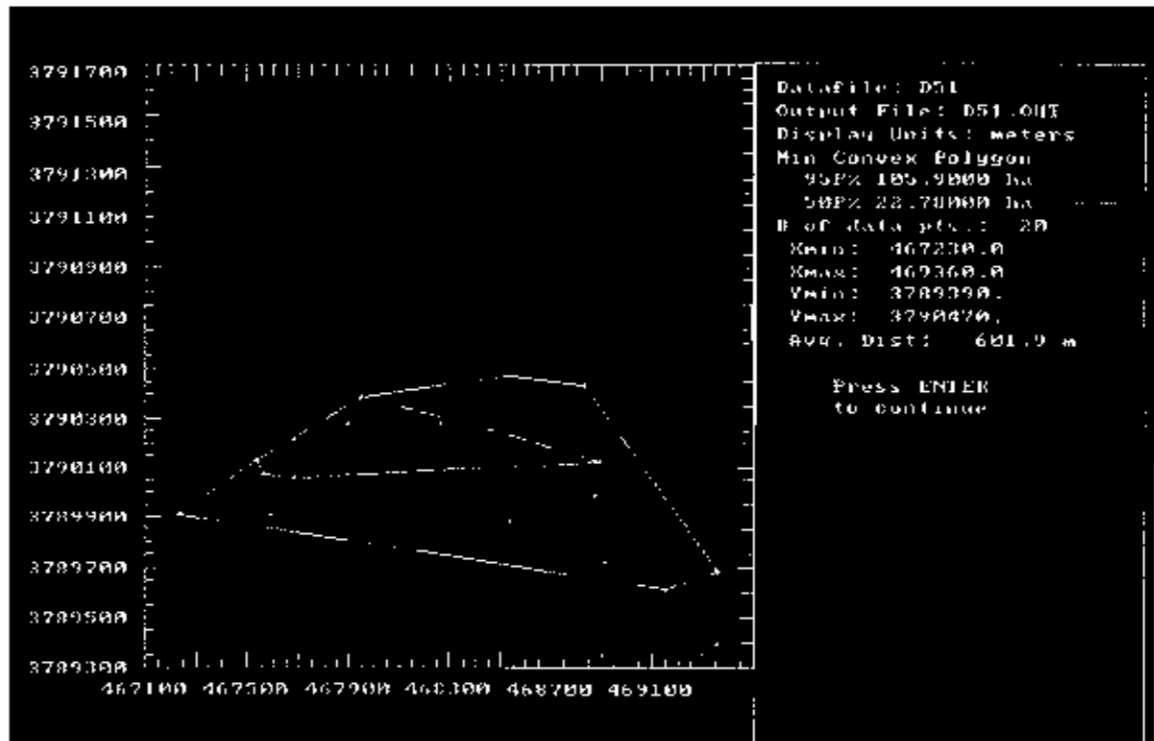 3791700
3791500
3791300
3791100
3790900
3790700
3790500
3790300
3790100
3789900
3789700
3789500
3789300
467100 467500 467900 468300 468700 469100
Datafile: D51
Output File: D51.OUT
Display Units: meters
Min Convex Polygon
95P% 105.9000 ha
50P% 22.78000 ha
# of data pts.: 20
Xmin: 467230.0
Xmax: 469360.0
Ymin: 3789390.
Ymax: 3790470.
Avg. Dist: 601.9 m
Press ENTER
to continue